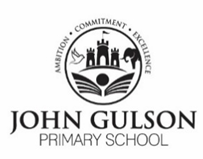 AMBITION • COMMITMENT • EXCELLENCE
JOHN GULSON
PRIMARY SCHOOL